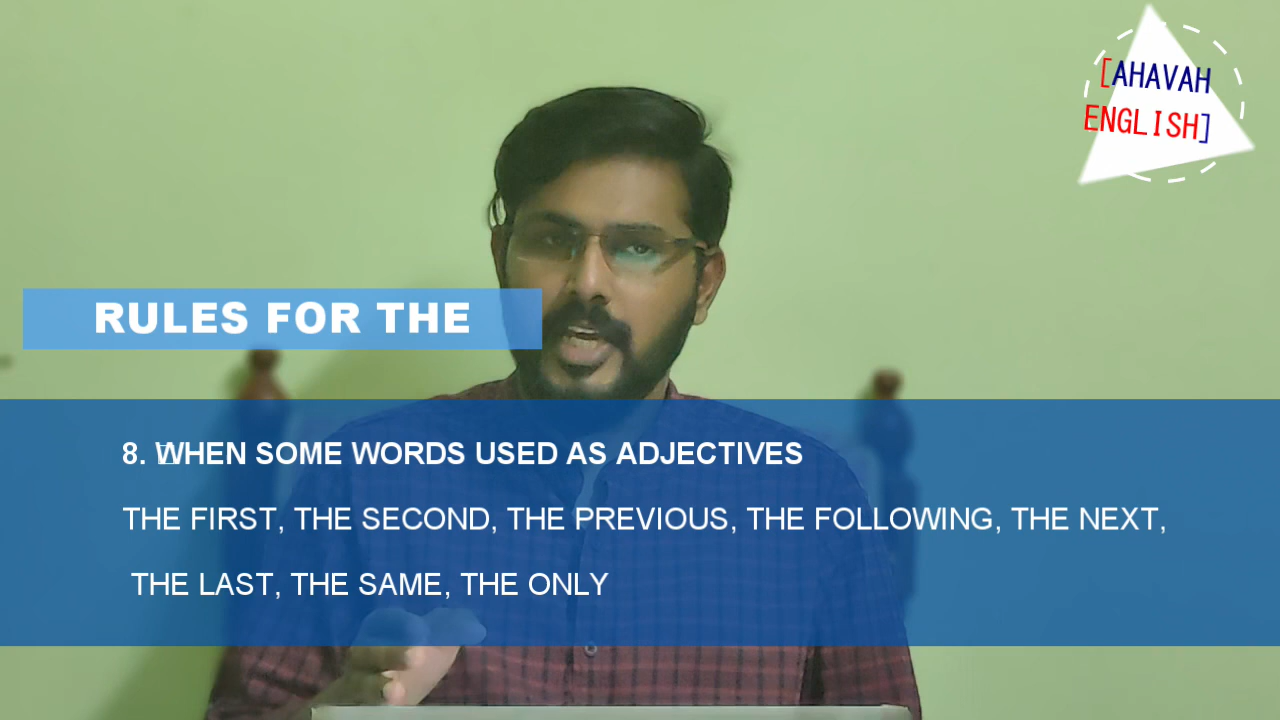 [AHAVAH
ENGLISH]
RULES FOR THE
8. WHEN SOME WORDS USED AS ADJECTIVES
THE FIRST, THE SECOND, THE PREVIOUS, THE FOLLOWING, THE NEXT,
THE LAST, THE SAME, THE ONLY